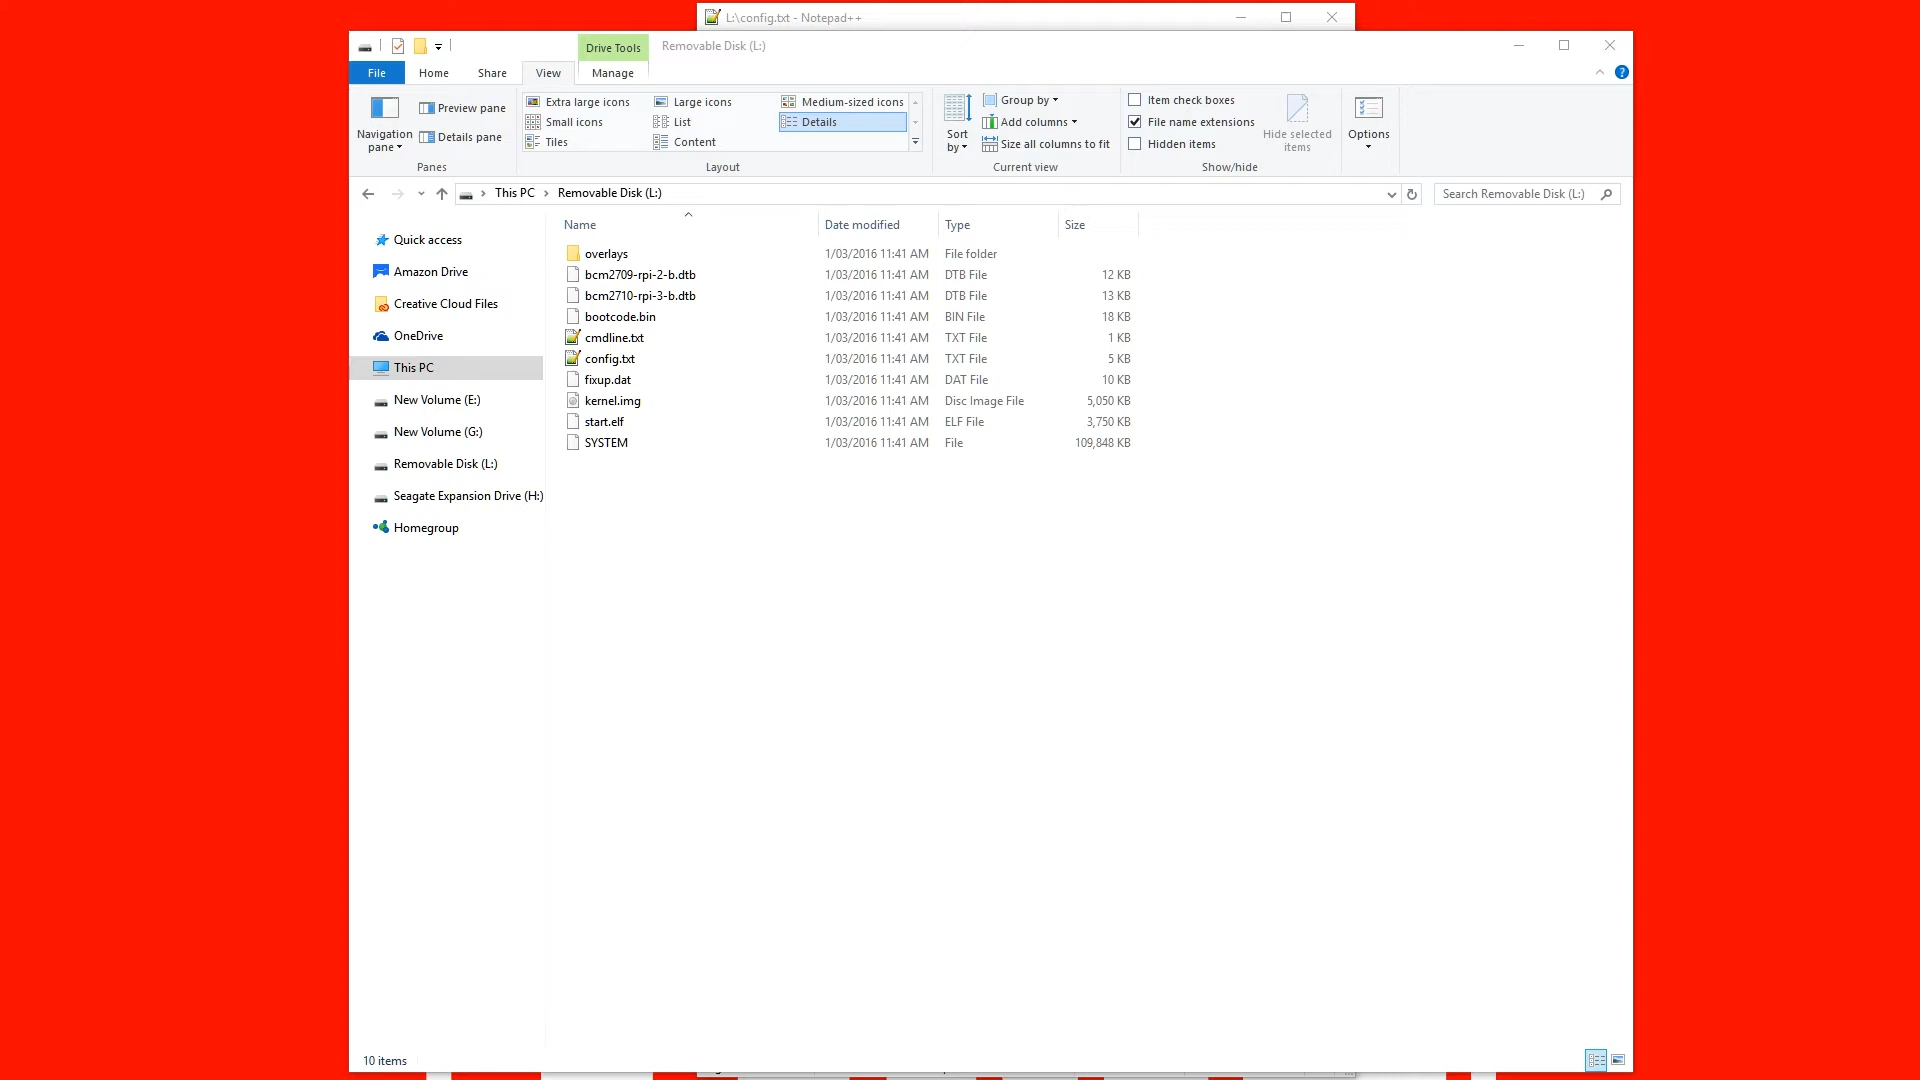 L:\config.txt - Notepad++
Drive Tools
Removable Disk (L:)
File
Home
Share
View
Manage
Navigation pane
Preview pane
Details pane
Panes
Extra large icons
Large icons
Medium-sized icons
Small icons
List
Details
Tiles
Content
Layout
Sort by
Group by
Add columns
Size all columns to fit
Current view
Item check boxes
File name extensions
Hidden items
Hide selected items
Show/hide
Options
This PC
Removable Disk (L:)
Search Removable Disk (L:)
Quick access
Amazon Drive
Creative Cloud Files
OneDrive
This PC
New Volume (E:)
New Volume (G:)
Removable Disk (L:)
Seagate Expansion Drive (H:)
Homegroup
Name Date modified Type Size
overlays 1/03/2016 11:41 AM File folder
bcm2709-rpi-2-b.dtb 1/03/2016 11:41 AM DTB File 12 KB
bcm2710-rpi-3-b.dtb 1/03/2016 11:41 AM DTB File 13 KB
bootcode.bin 1/03/2016 11:41 AM BIN File 18 KB
cmdline.txt 1/03/2016 11:41 AM TXT File 1 KB
config.txt 1/03/2016 11:41 AM TXT File 5 KB
fixup.dat 1/03/2016 11:41 AM DAT File 10 KB
kernel.img 1/03/2016 11:41 AM Disc Image File 5,050 KB
start.elf 1/03/2016 11:41 AM ELF File 3,750 KB
SYSTEM 1/03/2016 11:41 AM File 109,848 KB
10 items